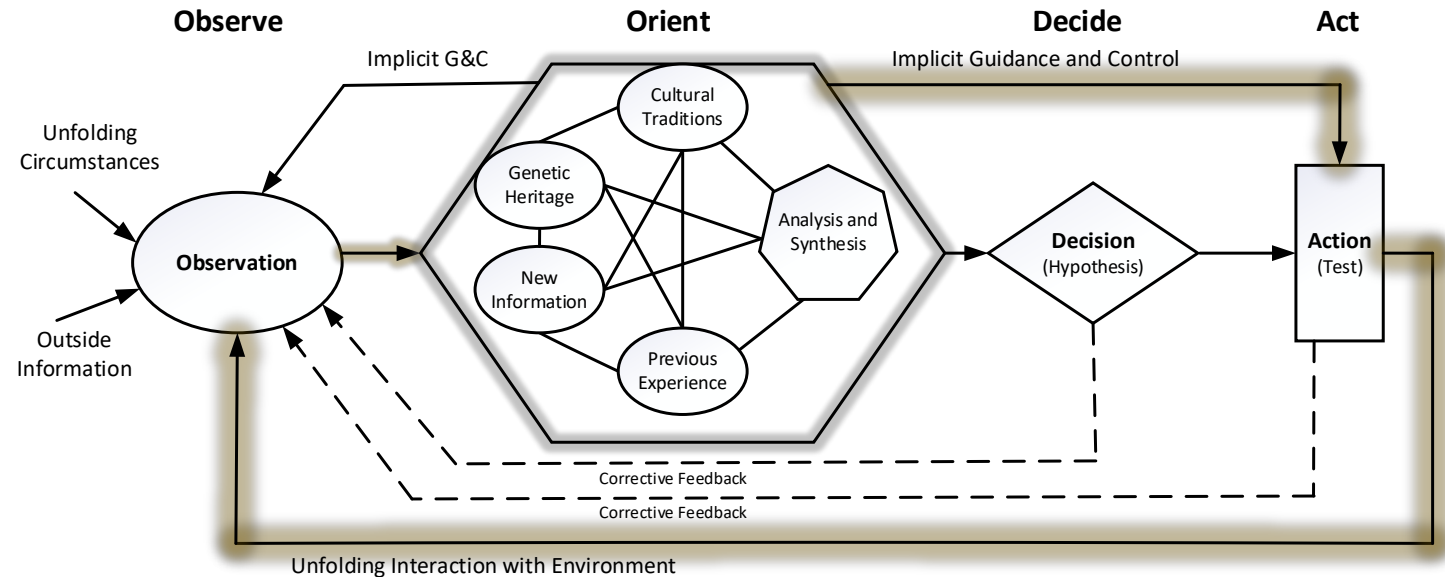 Observe
Orient
Decide
Act
Implicit G&C
Implicit Guidance and Control
Unfolding
Circumstances
Outside
Information
Observation
Cultural
Traditions
Genetic
Heritage
New
Information
Previous
Experience
Analysis and
Synthesis
Decision
(Hypothesis)
Action
(Test)
Corrective Feedback
Corrective Feedback
Unfolding Interaction with Environment